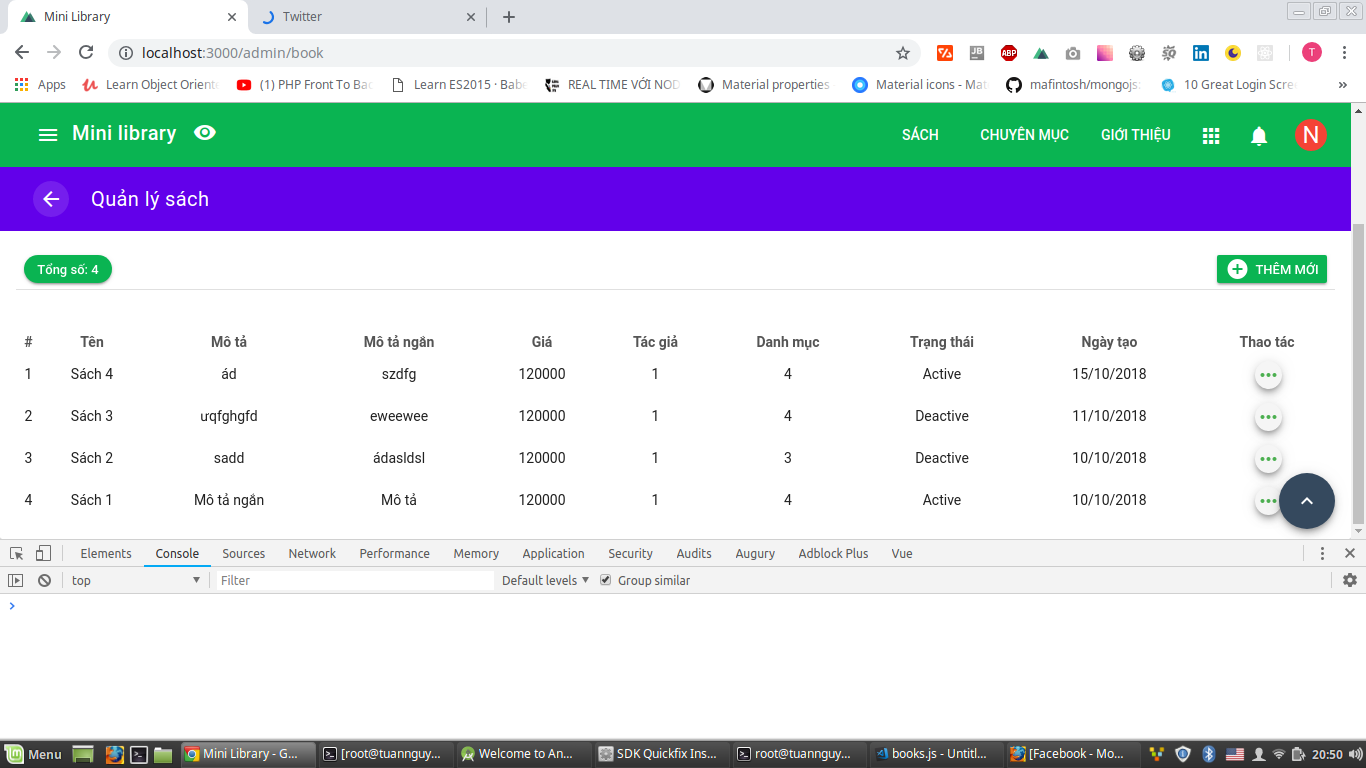 Mini Library
Twitter
localhost:3000/admin/book
ABP
T
Apps
Learn Object Oriente
(1) PHP Front To Bac
Learn ES2015 · Babe
REAL TIME VỚI NOD
Material properties
Material icons - Mat
mafintosh/mongojs:
10 Great Login Scre
Mini library
SÁCH
CHUYÊN MỤC
GIỚI THIỆU
N
Quản lý sách
Tổng số: 4
THÊM MỚI
# Tên Mô tả Mô tả ngắn Giá Tác giả Danh mục Trạng thái Ngày tạo Thao tác
1 Sách 4 ád szdfg 120000 1 4 Active 15/10/2018
2 Sách 3 ưqfghgfd eweewee 120000 1 4 Deactive 11/10/2018
3 Sách 2 sadd ádasldsl 120000 1 3 Deactive 10/10/2018
4 Sách 1 Mô tả ngắn Mô tả 120000 1 4 Active 10/10/2018
Elements Console Sources Network Performance Memory Application Security Audits Augury Adblock Plus Vue
top
Filter
Default levels
Group similar
Menu
Mini Library - G...
[root@tuannguy...
Welcome to An...
SDK Quickfix Ins...
root@tuannguy...
books.js - Untitl...
[Facebook - Mo...
20:50